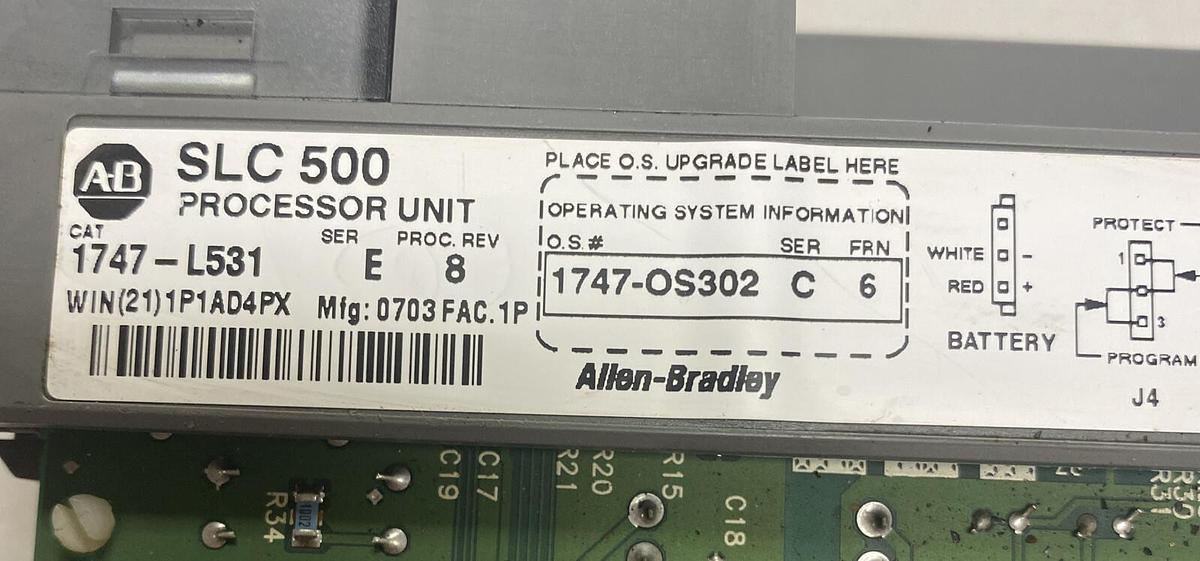 A-B
SLC 500
PROCESSOR UNIT
CAT SER PROC. REV
1747-L531 E 8
WIN(21)1P1AD4PX Mfg: 0703 FAC.1P
PLACE O.S. UPGRADE LABEL HERE
OPERATING SYSTEM INFORMATION
O.S.# SER FRN
1747-OS302 C 6
Allen-Bradley
WHITE -
RED +
BATTERY
PROTECT
1
3
PROGRAM
J4
R34
1002
C19
C17
R21
R20
R15
C18
R31